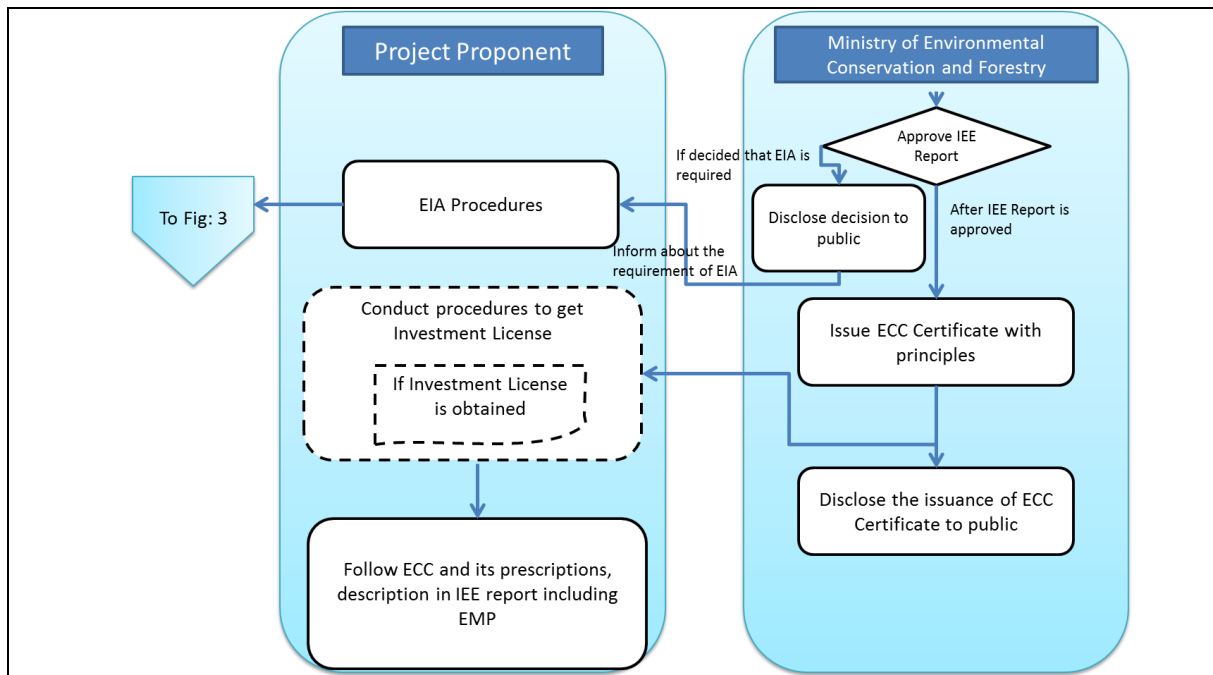 Project Proponent
Ministry of Environmental
Conservation and Forestry
Approve IEE
Report
If decided that EIA is
required
To Fig: 3
EIA Procedures
Disclose decision to
public
After IEE Report is
approved
Inform about the
requirement of EIA
Conduct procedures to get
Investment License
If Investment License
is obtained
Issue ECC Certificate with
principles
Disclose the issuance of ECC
Certificate to public
Follow ECC and its prescriptions,
description in IEE report including
EMP